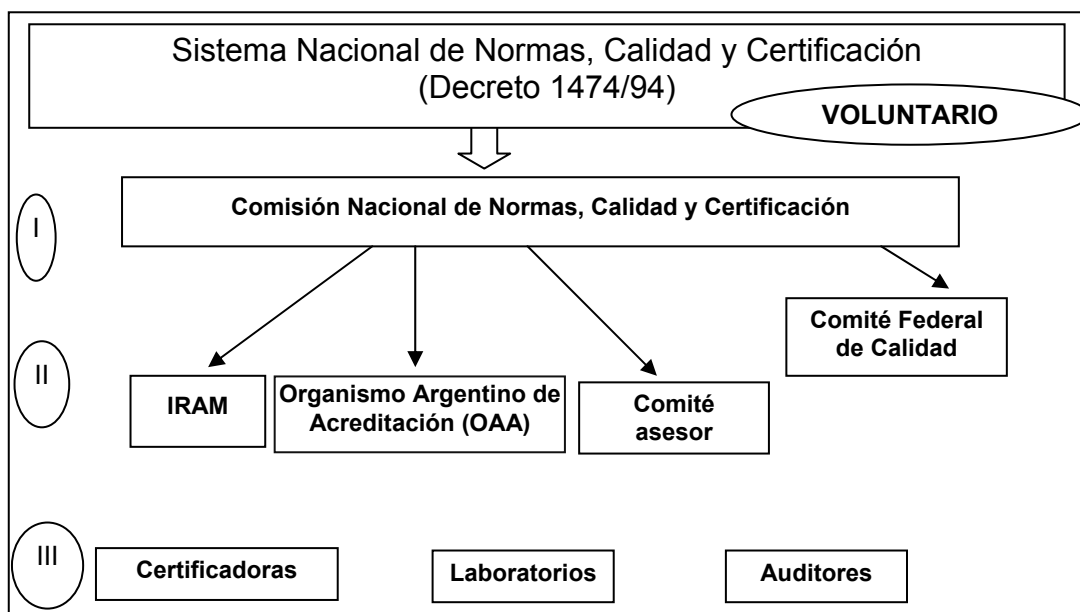 Sistema Nacional de Normas, Calidad y Certificación
(Decreto 1474/94)
VOLUNTARIO
I
Comisión Nacional de Normas, Calidad y Certificación
Comité Federal
de Calidad
II
IRAM
Organismo Argentino de
Acreditación (OAA)
Comité
asesor
III
Certificadoras
Laboratorios
Auditores